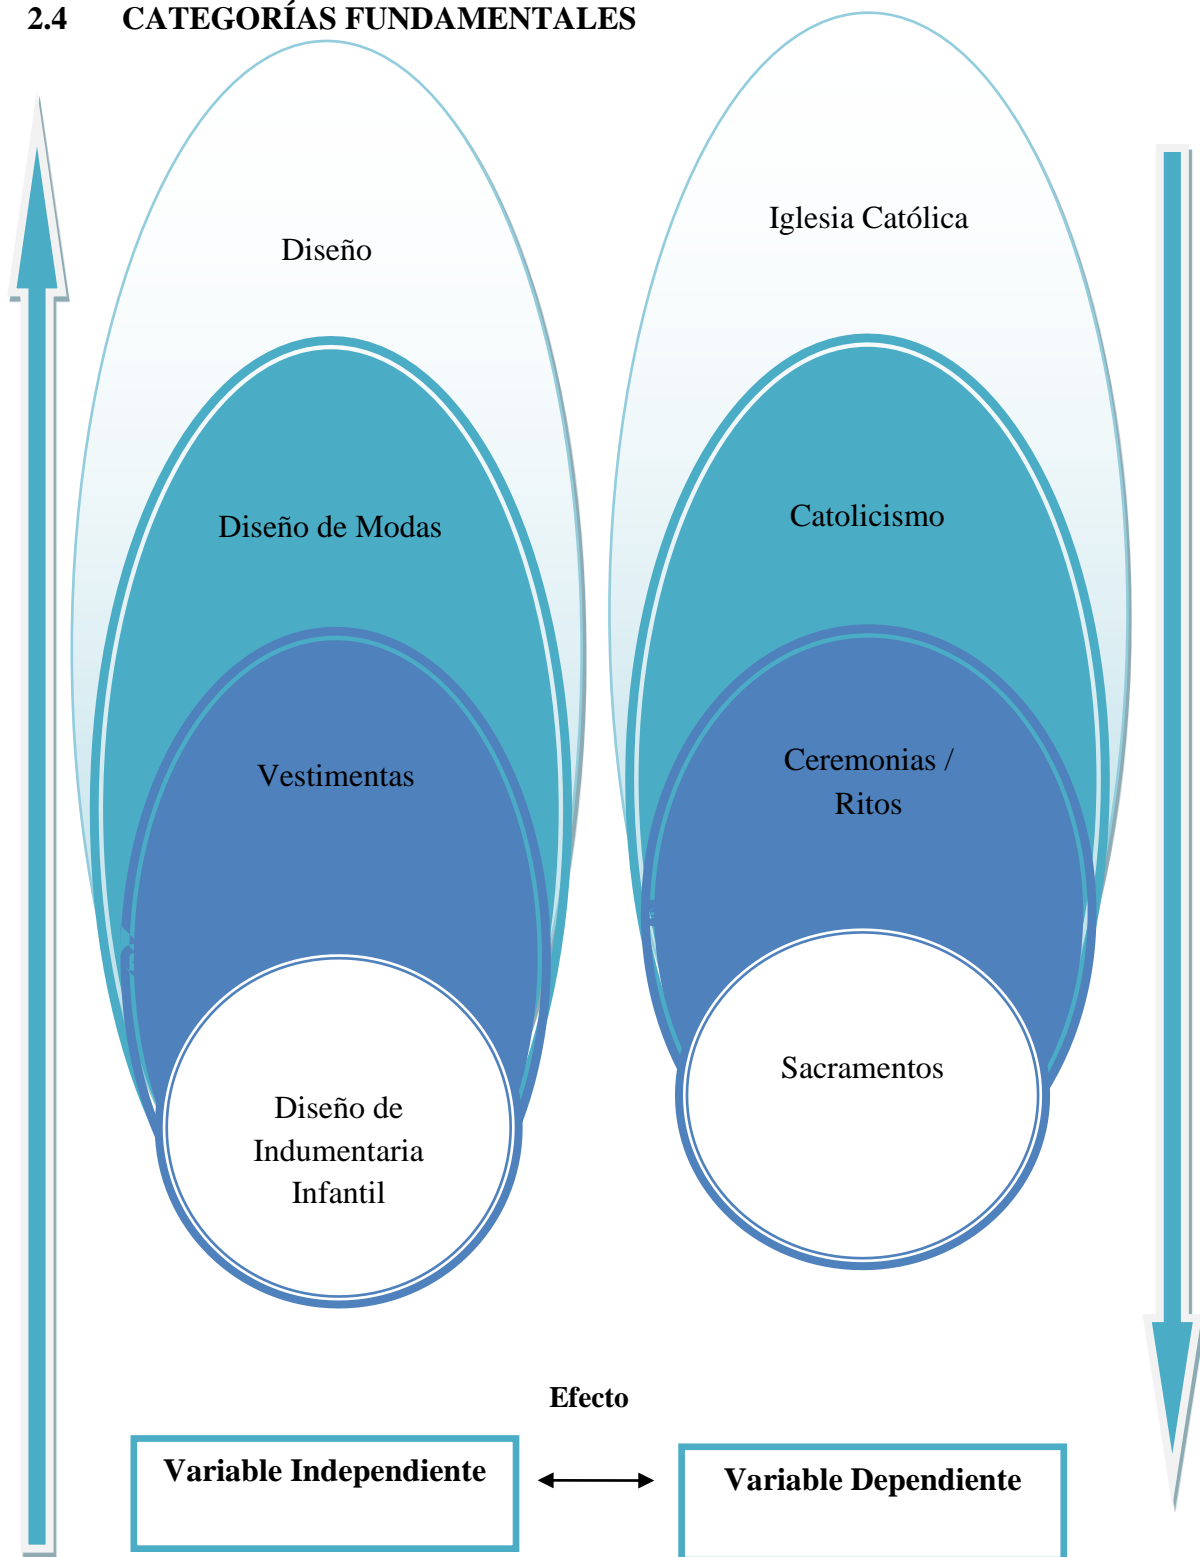 2.4 CATEGORÍAS FUNDAMENTALES
Diseño
Diseño de Modas
Vestimentas
Diseño de
Indumentaria
Infantil
Iglesia Católica
Catolicismo
Ceremonias /
Ritos
Sacramentos
Efecto
Variable Independiente
Variable Dependiente